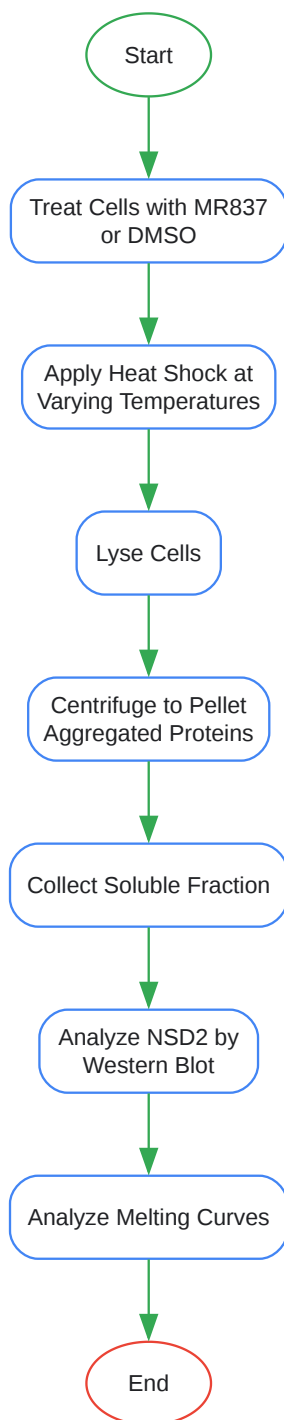 Start
Treat Cells with MR837
or DMSO
Apply Heat Shock at
Varying Temperatures
Lyse Cells
Centrifuge to Pellet
Aggregated Proteins
Collect Soluble Fraction
Analyze NSD2 by
Western Blot
Analyze Melting Curves
End